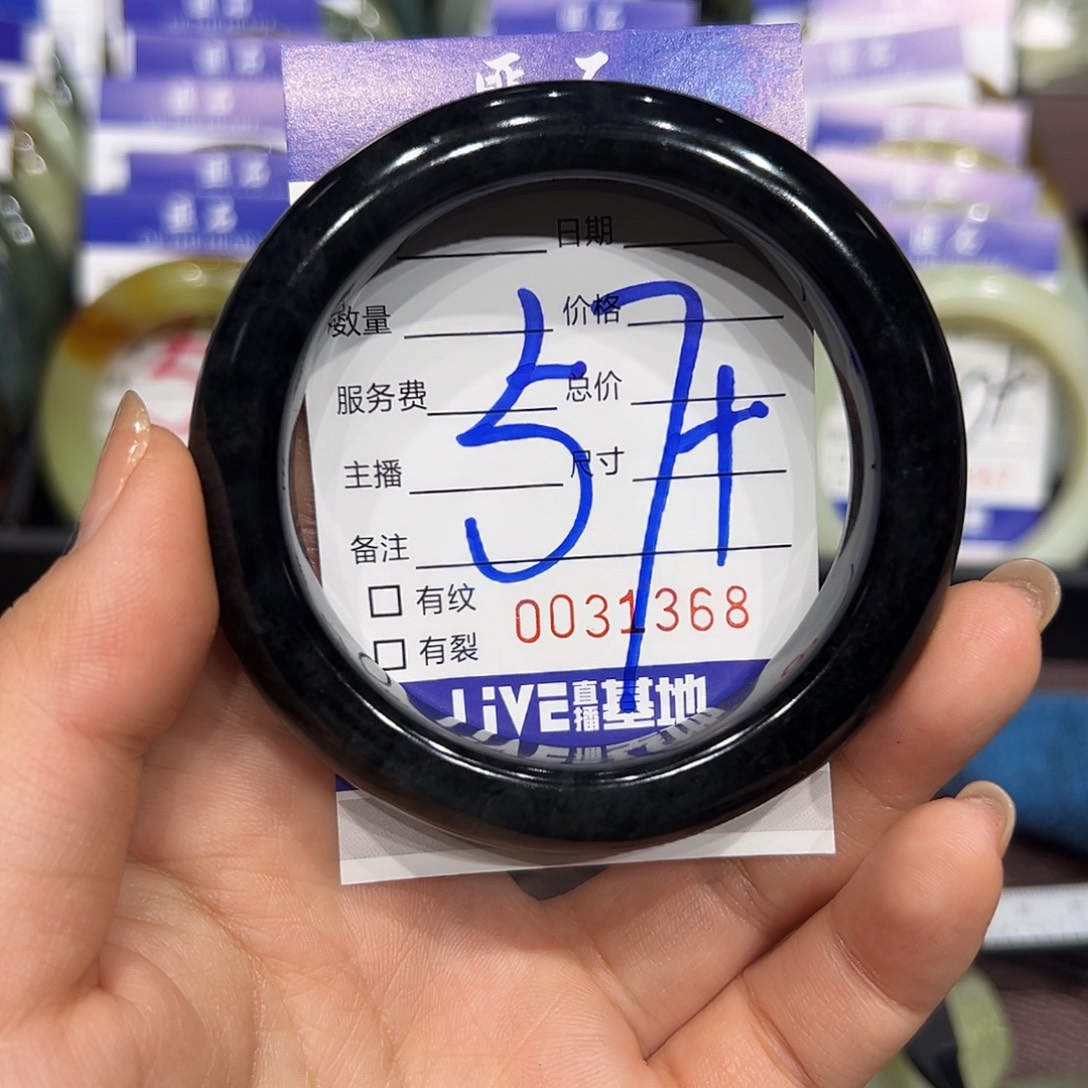 日期
数量 价格
服务费 总价
主播 尺寸
57
备注
□ 有纹
□ 有裂
0031368
LIVE直播基地